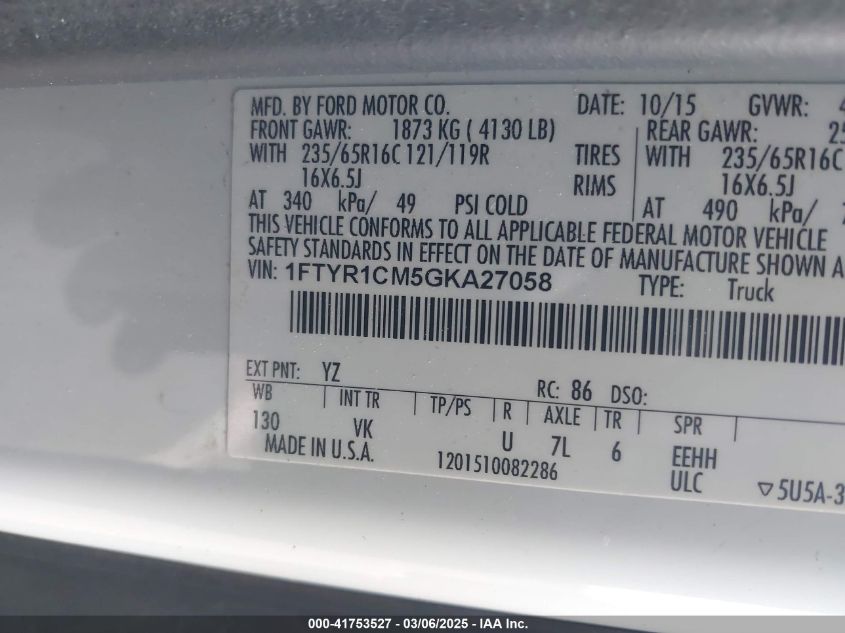 MFD. BY FORD MOTOR CO. DATE: 10/15 GVWR:
FRONT GAWR: 1873 KG ( 4130 LB) REAR GAWR: 25
WITH 235/65R16C 121/119R TIRES WITH 235/65R16C
16X6.5J RIMS 16X6.5J
AT 340 kPa/ 49 PSI COLD AT 490 kPa/
THIS VEHICLE CONFORMS TO ALL APPLICABLE FEDERAL MOTOR VEHICLE
SAFETY STANDARDS IN EFFECT ON THE DATE OF MANUFACTURE SHOWN A
VIN: 1FTYR1CM5GKA27058 TYPE: Truck
EXT PNT: YZ RC: 86 DSO:
WB INT TR TP/PS R AXLE TR SPR
130 VK U 7L 6 EEHH
MADE IN U.S.A. 1201510082286 ULC ▽5U5A-3
000-41753527 - 03/06/2025 - IAA Inc.